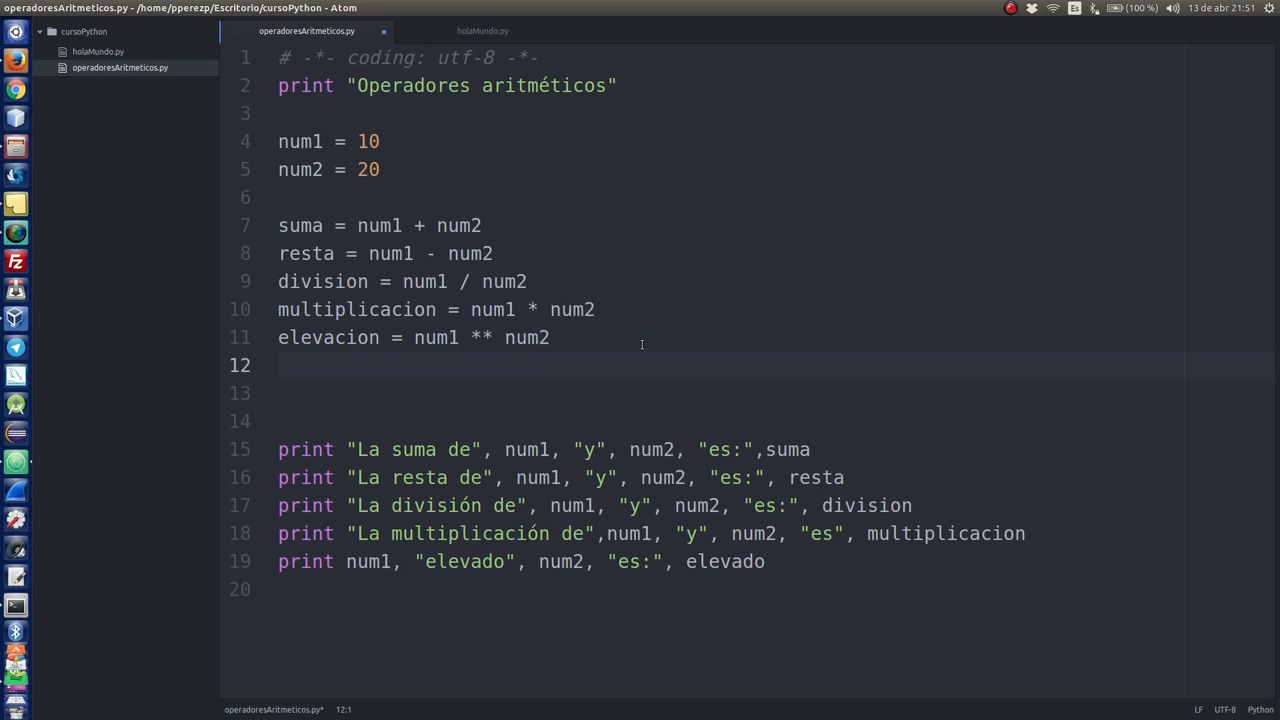 operadoresAritmeticos.py - /home/pperezp/Escritorio/cursoPython - Atom
Es (100 %) 13 de abr 21:51
cursoPython
holaMundo.py
operadoresAritmeticos.py
operadoresAritmeticos.py
holaMundo.py
1 # -*- coding: utf-8 -*-
2 print "Operadores aritméticos"
3
4 num1 = 10
5 num2 = 20
6
7 suma = num1 + num2
8 resta = num1 - num2
9 division = num1 / num2
10 multiplicacion = num1 * num2
11 elevacion = num1 ** num2
12
13
14
15 print "La suma de", num1, "y", num2, "es:",suma
16 print "La resta de", num1, "y", num2, "es:", resta
17 print "La división de", num1, "y", num2, "es:", division
18 print "La multiplicación de",num1, "y", num2, "es", multiplicacion
19 print num1, "elevado", num2, "es:", elevado
20
operadoresAritmeticos.py* 12:1
LF UTF-8 Python